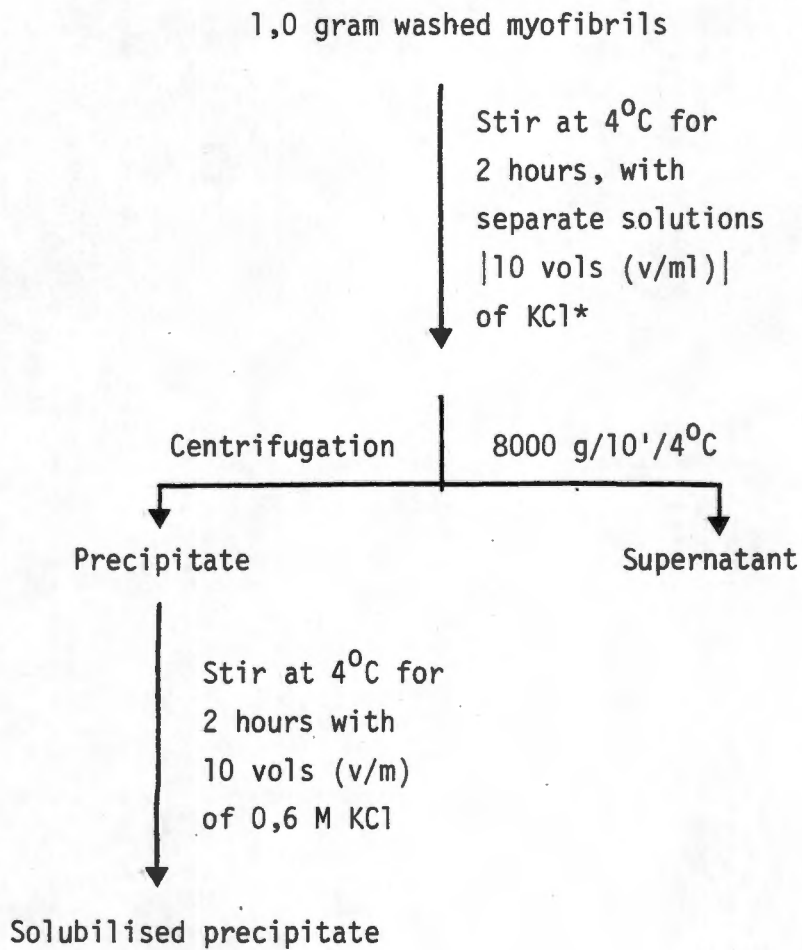 1,0 gram washed myofibrils
Stir at 4°C for
2 hours, with
separate solutions
|10 vols (v/ml)|
of KCl*
Centrifugation 8000 g/10'/4°C
Precipitate Supernatant
Stir at 4°C for
2 hours with
10 vols (v/m)
of 0,6 M KCl
Solubilised precipitate